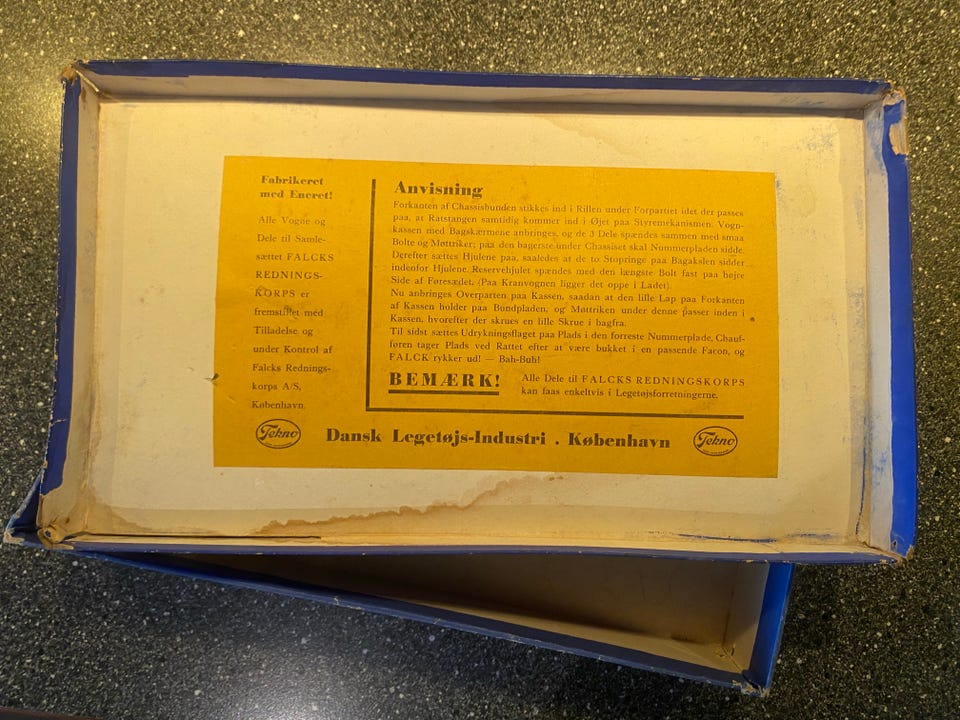 Fabrikeret
med Eneret!
Alle Vogne og
Dele til Samle-
sættet FALCKS
REDNINGS-
KORPS er
fremstillet med
Tilladelse og
under Kontrol af
Falcks Rednings-
korps A/S,
København.
Anvisning
Forkanten af Chassisbunden stikkes ind i Rillen under Forpartiet idet der passes
paa, at Ratstangen samtidig kommer ind i Øjet paa Styremekanismen. Vogn-
kassen med Bagskærmene anbringes, og de 3 Dele spændes sammen med smaa
Bolte og Møttriker; paa den bagerste under Chassiset skal Nummerpladen sidde.
Derefter sættes Hjulene paa, saaledes at de to Stopringe paa Bagakslen sidder
indenfor Hjulene. Reservehjulet spændes med den længste Bolt fast paa højre
Side af Føresædet. (Paa Kranvognen ligger det oppe i Ladet).
Nu anbringes Overparten paa Kassen, saadan at den lille Lap paa Forkanten
af Kassen holder paa Bundpladen, og Møttriken under denne passer inden i
Kassen, hvorefter der skrues en lille Skrue i bagfra.
Til sidst sættes Udrykningsflaget paa Plads i den forreste Nummerplade, Chauf-
føren tager Plads ved Rattet efter at være bukket i en passende Facon, og
FALCK rykker ud! — Bah-Buh!
BEMÆRK!
Alle Dele til FALCKS REDNINGSKORPS
kan faas enkeltvis i Legetøjsforretningerne.
Tekno
Dansk Legetøjs-Industri . København
Tekno